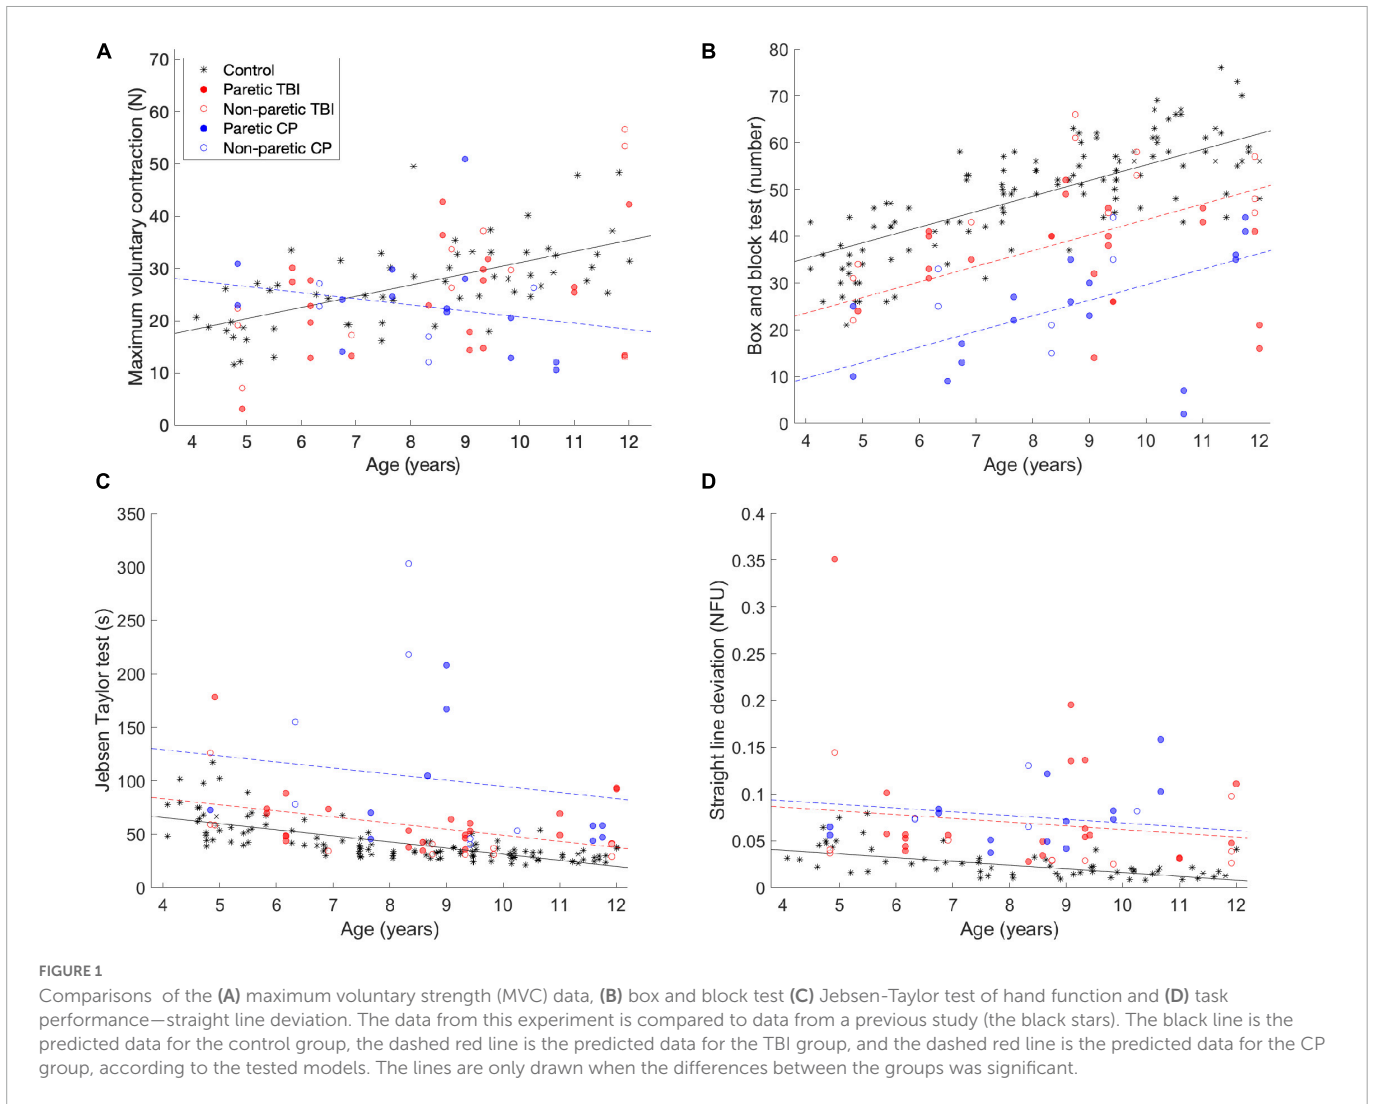 A
Maximum voluntary contraction (N)
70
60
50
40
30
20
10
0
Control
Paretic TBI
Non-paretic TBI
Paretic CP
Non-paretic CP
4 5 6 7 8 9 10 11 12
Age (years)
B
Box and block test (number)
80
70
60
50
40
30
20
10
0
4 5 6 7 8 9 10 11 12
Age (years)
C
Jebsen Taylor test (s)
350
300
250
200
150
100
50
0
4 5 6 7 8 9 10 11 12
Age (years)
D
Straight line deviation (NFU)
0.4
0.35
0.3
0.25
0.2
0.15
0.1
0.05
0
4 5 6 7 8 9 10 11 12
Age (years)
FIGURE 1
Comparisons of the (A) maximum voluntary strength (MVC) data, (B) box and block test (C) Jebsen-Taylor test of hand function and (D) task
performance—straight line deviation. The data from this experiment is compared to data from a previous study (the black stars). The black line is the
predicted data for the control group, the dashed red line is the predicted data for the TBI group, and the dashed red line is the predicted data for the CP
group, according to the tested models. The lines are only drawn when the differences between the groups was significant.